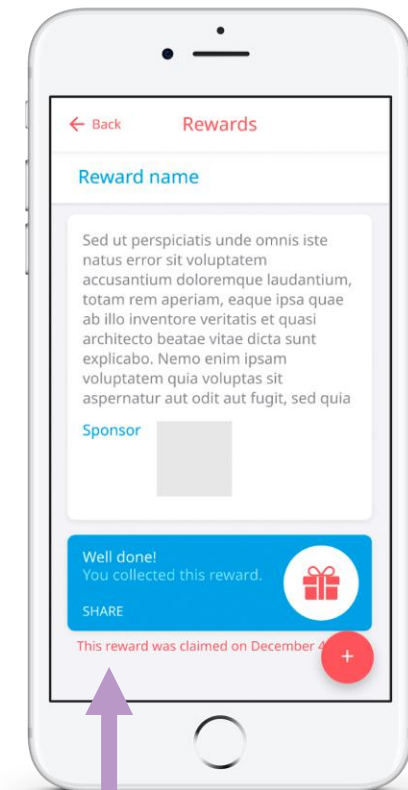 ← Back
Rewards
Reward name
Sed ut perspiciatis unde omnis iste
natus error sit voluptatem
accusantium doloremque laudantium,
totam rem aperiam, eaque ipsa quae
ab illo inventore veritatis et quasi
architecto beatae vitae dicta sunt
explicabo. Nemo enim ipsam
voluptatem quia voluptas sit
aspernatur aut odit aut fugit, sed quia
Sponsor
Well done!
You collected this reward.
SHARE
This reward was claimed on December 4
+